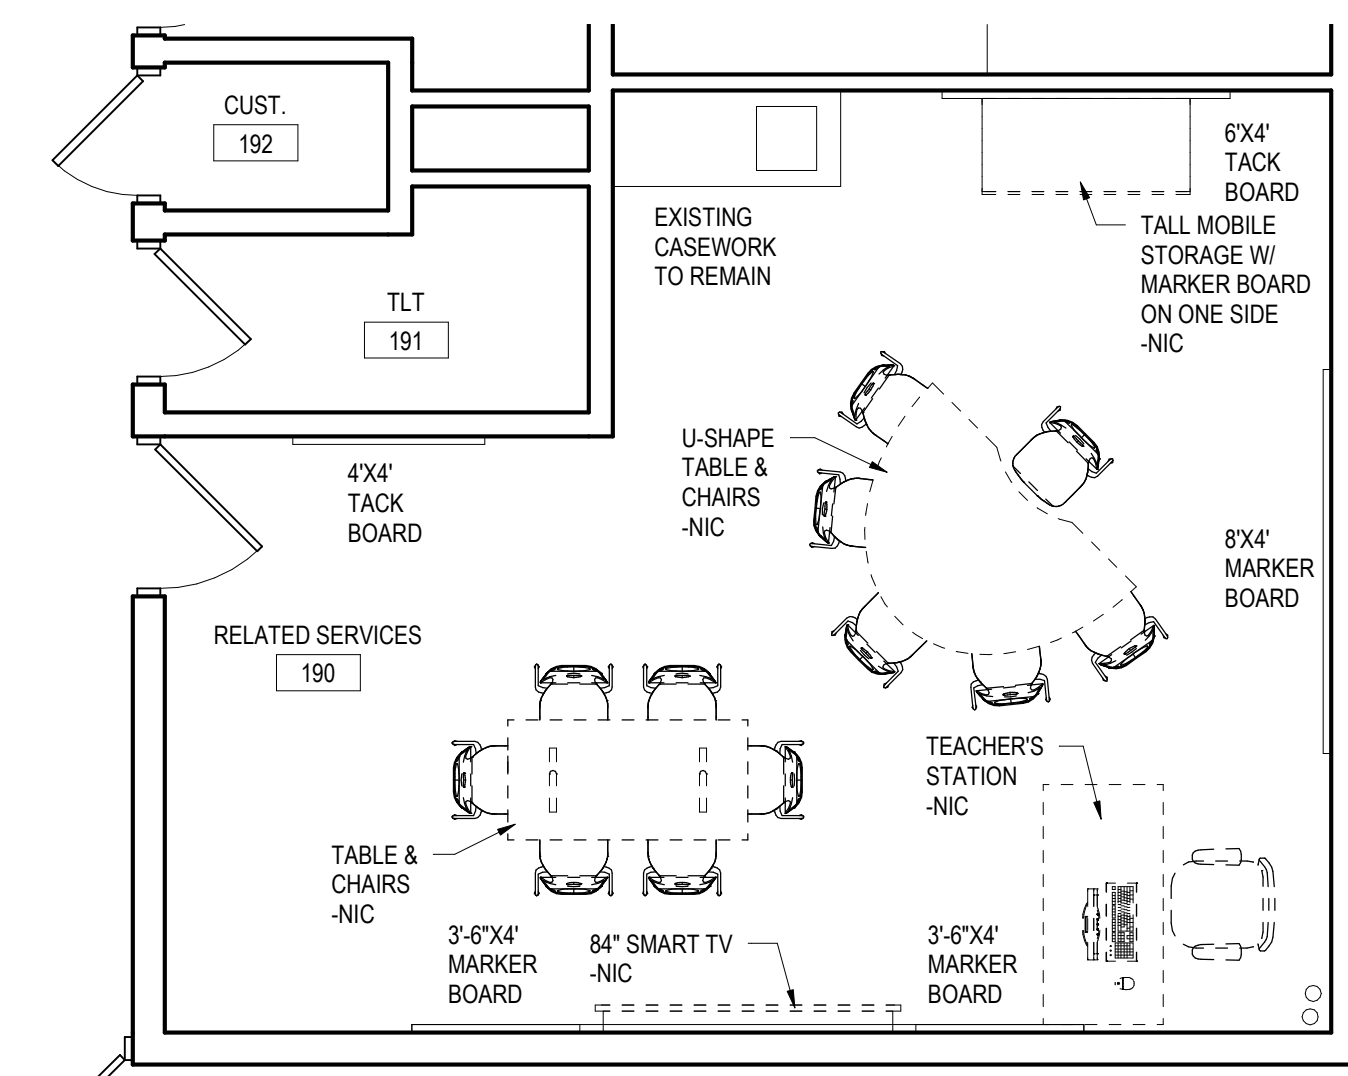 CUST.
192
6'X4'
TACK
BOARD
EXISTING
CASEWORK
TO REMAIN
TALL MOBILE
STORAGE W/
MARKER BOARD
ON ONE SIDE
-NIC
TLT
191
U-SHAPE
TABLE &
CHAIRS
-NIC
4'X4'
TACK
BOARD
8'X4'
MARKER
BOARD
RELATED SERVICES
190
TEACHER'S
STATION
-NIC
TABLE &
CHAIRS
-NIC
3'-6"X4'
MARKER
BOARD
84" SMART TV
-NIC
3'-6"X4'
MARKER
BOARD